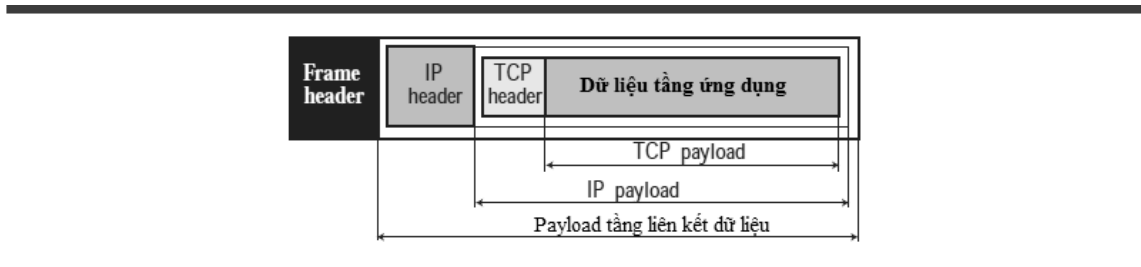 Frame
header
IP
header
TCP
header
Dữ liệu tầng ứng dụng
TCP payload
IP payload
Payload tầng liên kết dữ liệu